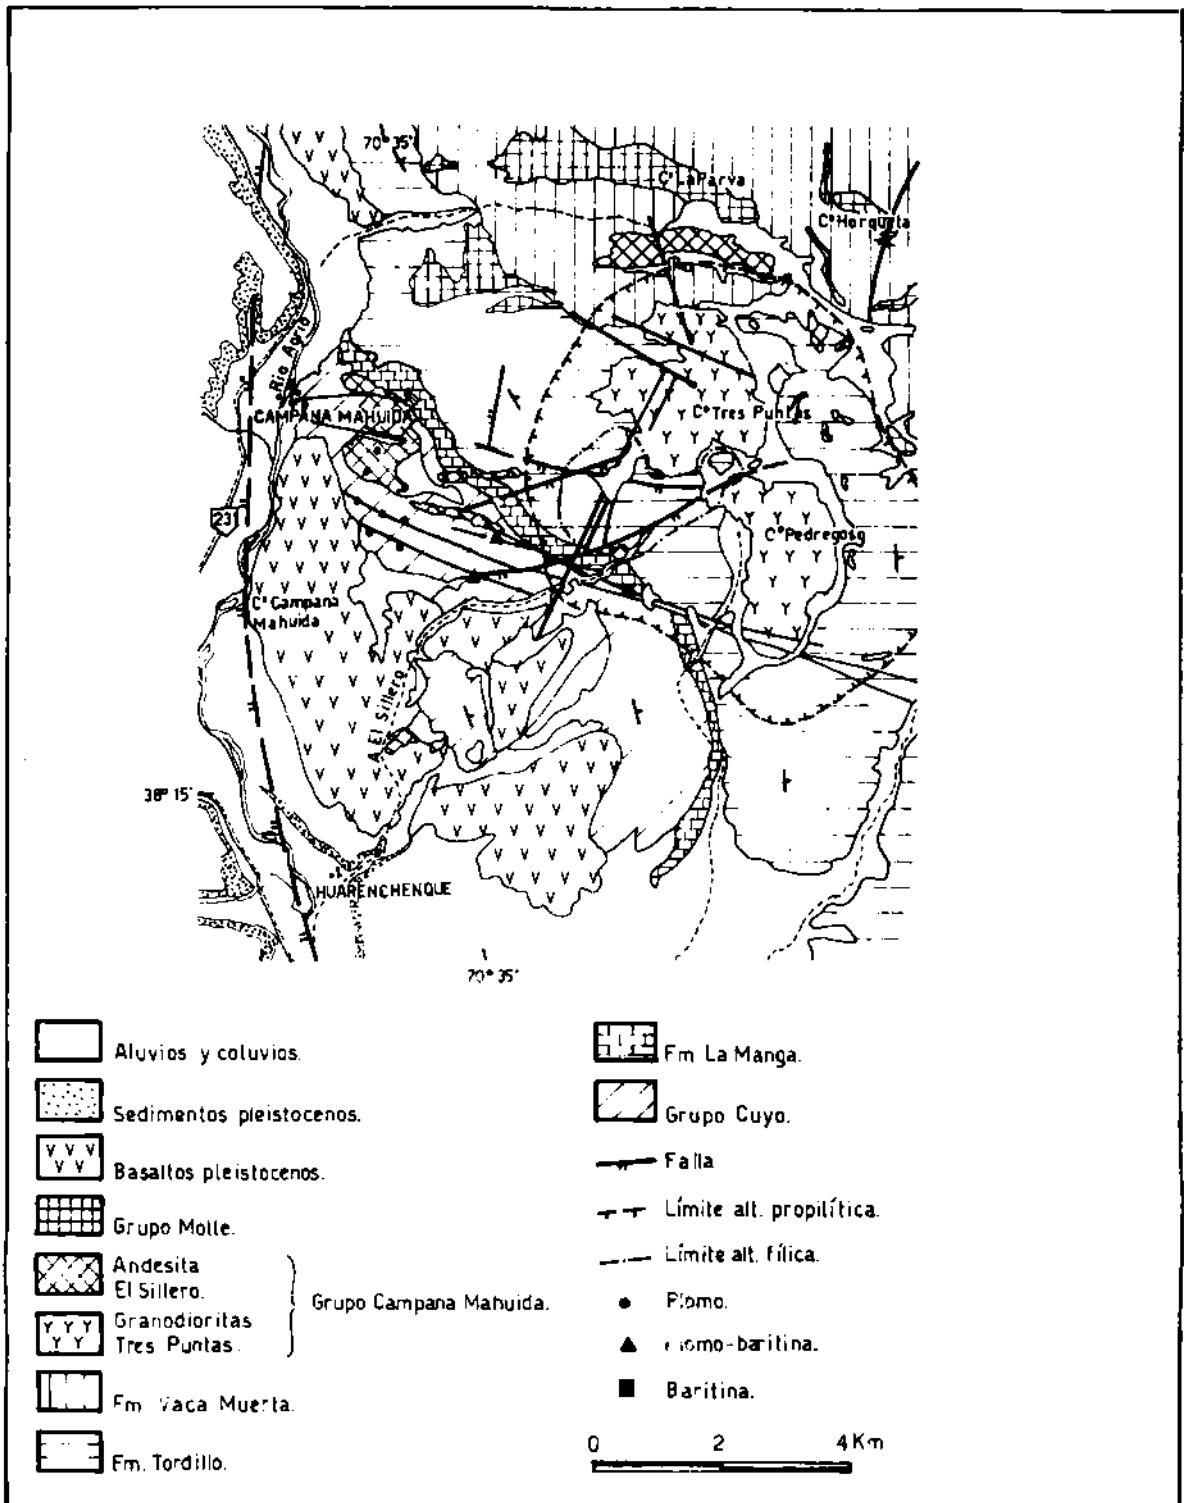 70° 35'
Cº La Parva
Cº Horqueta
Río Agrio
CAMPANA MAHUIDA
Cº Tres Puntas
231
Cº Pedregoso
Cº Campana
Mahuida
A. El Sillero
38° 15'
HUARENCHENQUE
70° 35'
Aluvios y coluvios.
Sedimentos pleistocenos.
Basaltos pleistocenos.
Grupo Molle.
Andesita
El Sillero.
Granodioritas
Tres Puntas.
Grupo Campana Mahuida.
Fm. Vaca Muerta.
Fm. Tordillo.
Fm La Manga.
Grupo Cuyo.
Falla
Límite alt. propilítica.
Límite alt. fílica.
Plomo.
Plomo-baritina.
Baritina.
0 2 4 Km